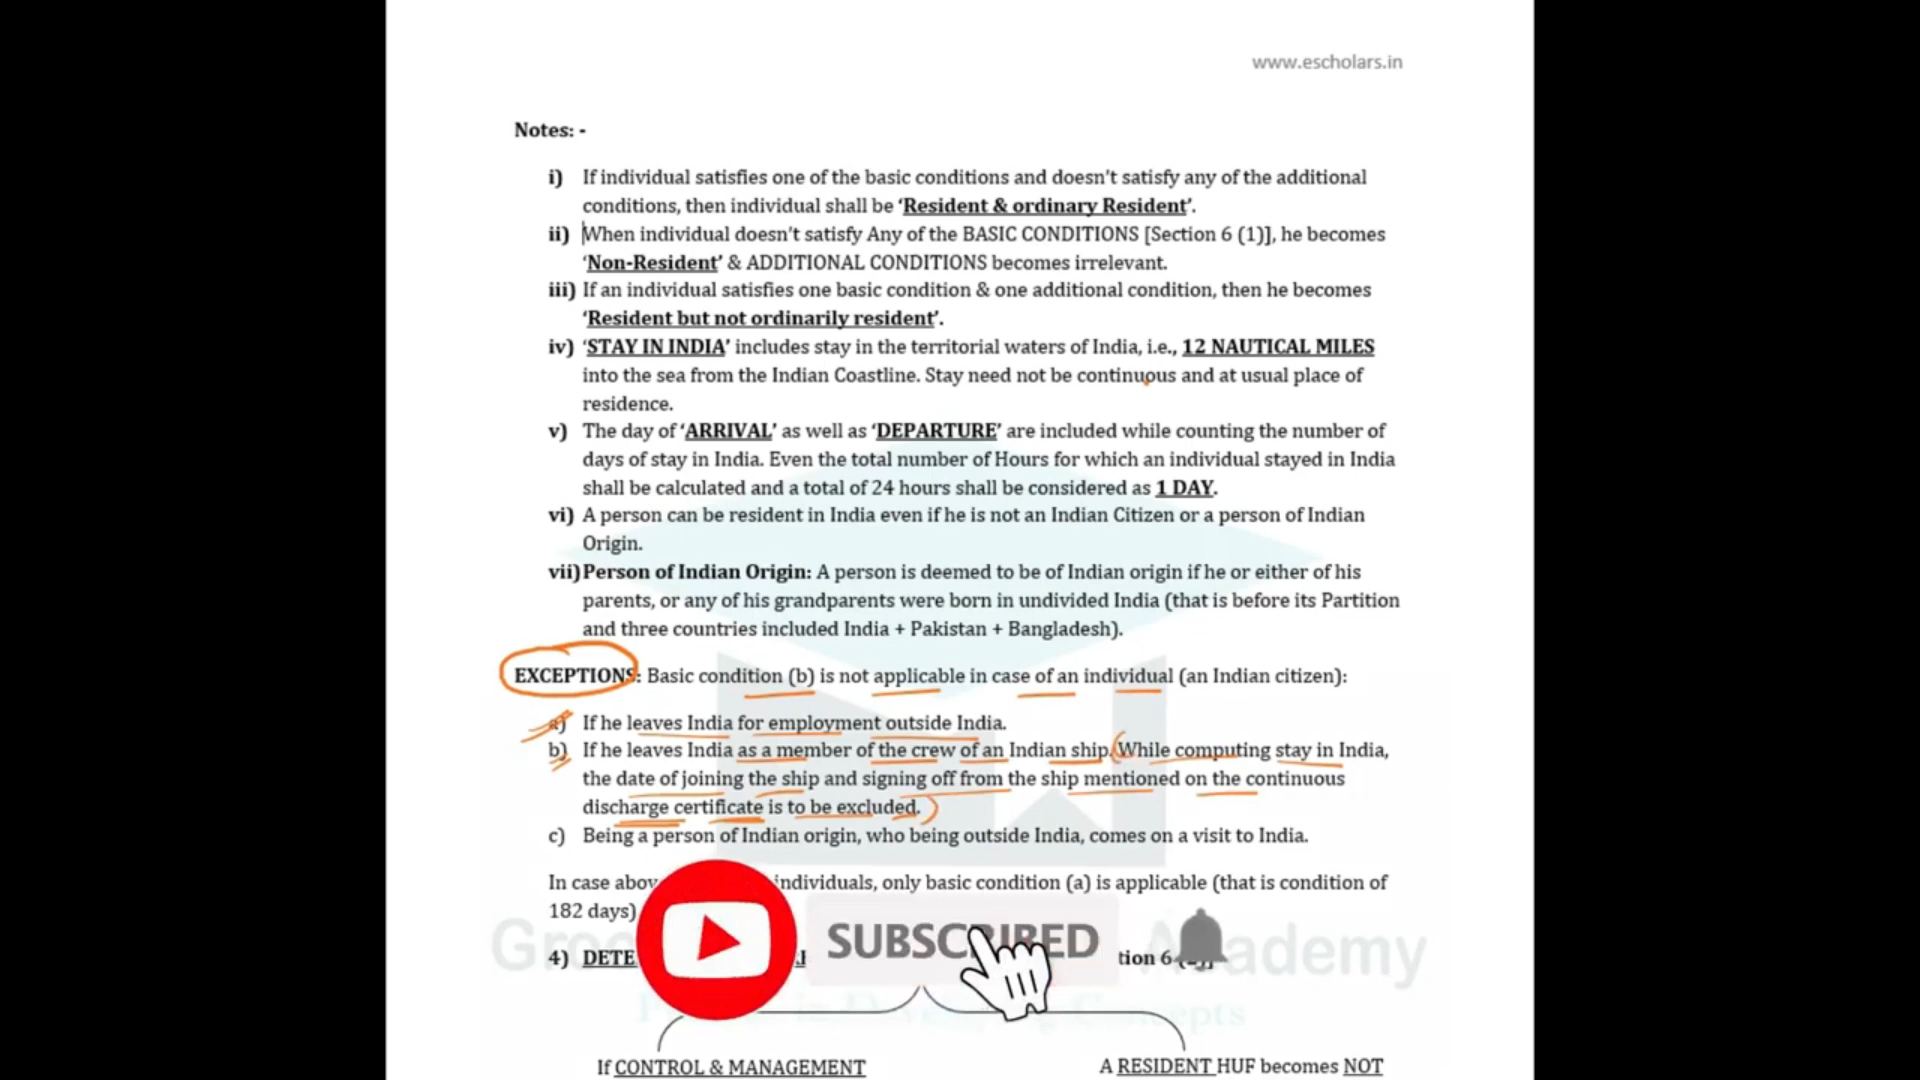 www.escholars.in
Notes: -
i) If individual satisfies one of the basic conditions and doesn't satisfy any of the additional
conditions, then individual shall be 'Resident & ordinary Resident'.
ii) When individual doesn't satisfy Any of the BASIC CONDITIONS [Section 6 (1)], he becomes
'Non-Resident' & ADDITIONAL CONDITIONS becomes irrelevant.
iii) If an individual satisfies one basic condition & one additional condition, then he becomes
'Resident but not ordinarily resident'.
iv) 'STAY IN INDIA' includes stay in the territorial waters of India, i.e., 12 NAUTICAL MILES
into the sea from the Indian Coastline. Stay need not be continuous and at usual place of
residence.
v) The day of 'ARRIVAL' as well as 'DEPARTURE' are included while counting the number of
days of stay in India. Even the total number of Hours for which an individual stayed in India
shall be calculated and a total of 24 hours shall be considered as 1 DAY.
vi) A person can be resident in India even if he is not an Indian Citizen or a person of Indian
Origin.
vii) Person of Indian Origin: A person is deemed to be of Indian origin if he or either of his
parents, or any of his grandparents were born in undivided India (that is before its Partition
and three countries included India + Pakistan + Bangladesh).
EXCEPTIONS: Basic condition (b) is not applicable in case of an individual (an Indian citizen):
a) If he leaves India for employment outside India.
b) If he leaves India as a member of the crew of an Indian ship. (While computing stay in India,
the date of joining the ship and signing off from the ship mentioned on the continuous
discharge certificate is to be excluded.)
c) Being a person of Indian origin, who being outside India, comes on a visit to India.
In case individuals, only basic condition (a) is applicable (that is condition of
182 days)
SUBSCRIBED
Academy
4)
Concepts
If CONTROL & MANAGEMENT
A RESIDENT HUF becomes NOT